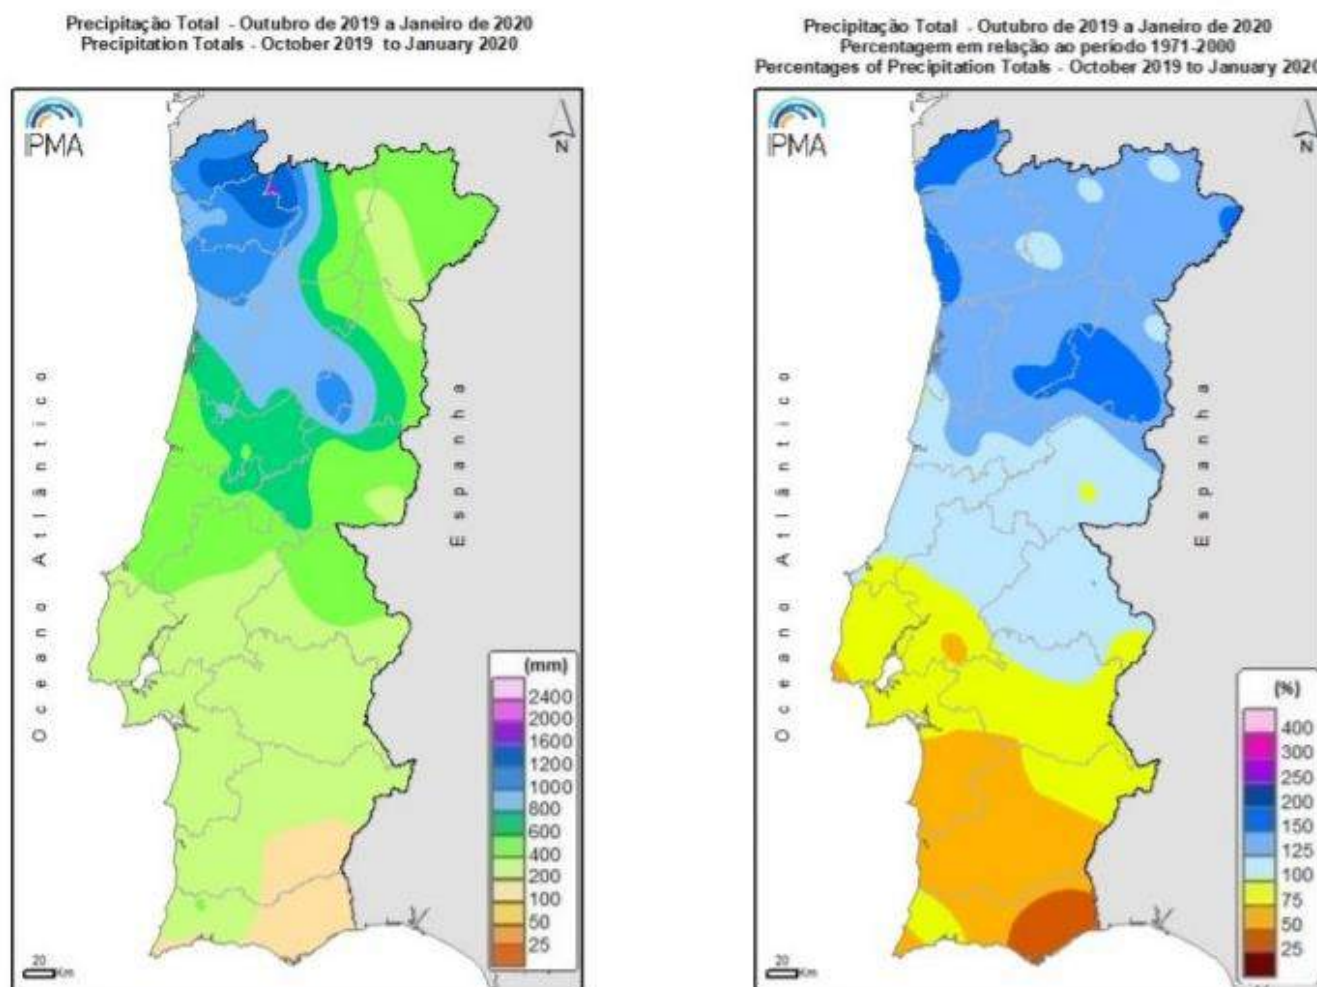 Precipitação Total - Outubro de 2019 a Janeiro de 2020
Precipitation Totals - October 2019 to January 2020
IPMA
N
Oceano Atlântico
Espanha
(mm)
2400
2000
1600
1200
1000
800
600
400
200
100
50
25
20
Km
Precipitação Total - Outubro de 2019 a Janeiro de 2020
Percentagem em relação ao período 1971-2000
Percentages of Precipitation Totals - October 2019 to January 2020
IPMA
N
Oceano Atlântico
Espanha
(%)
400
300
250
200
150
125
100
75
50
25
20
Km